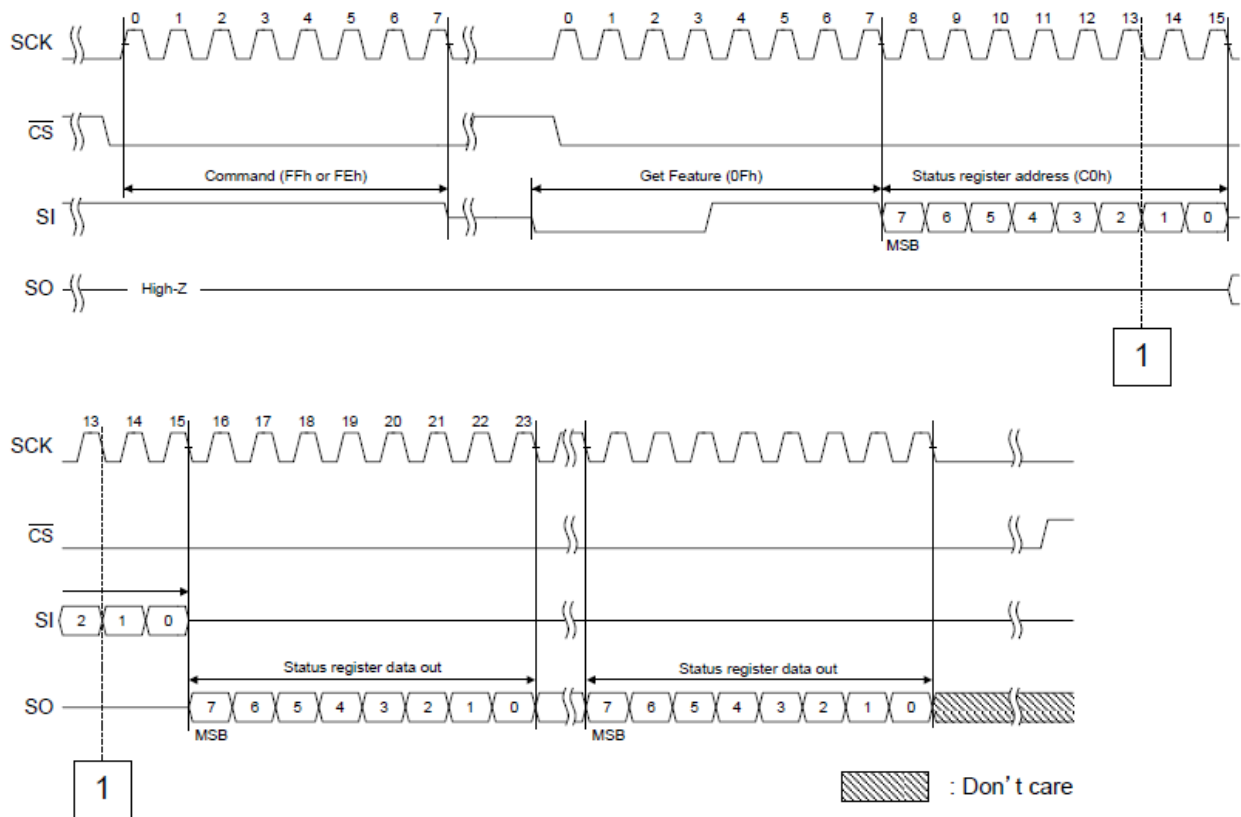 0 1 2 3 4 5 6 7 0 1 2 3 4 5 6 7 8 9 10 11 12 13 14 15
SCK
CS
Command (FFh or FEh) Get Feature (0Fh) Status register address (C0h)
SI 7 6 5 4 3 2 1 0
MSB
SO High-Z
1
13 14 15 16 17 18 19 20 21 22 23
SCK
CS
SI 2 1 0
Status register data out Status register data out
SO 7 6 5 4 3 2 1 0 7 6 5 4 3 2 1 0
MSB MSB
1
: Don't care